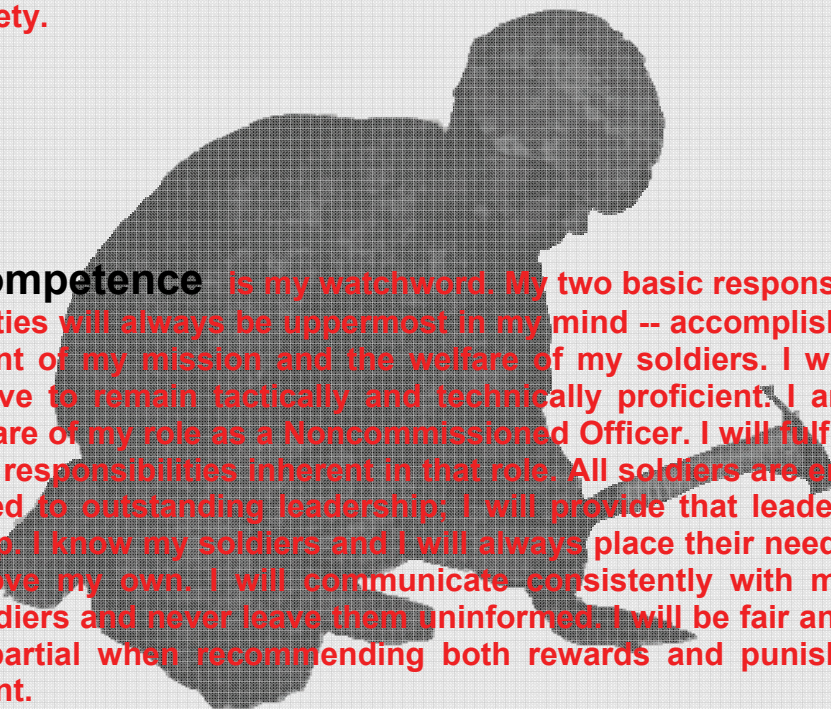 ety.
ompetence is my watchword. My two basic respons
ties will always be uppermost in my mind -- accomplish
nt of my mission and the welfare of my soldiers. I w
ve to remain tactically and technically proficient. I a
are of my role as a Noncommissioned Officer. I will fulf
responsibilities inherent in that role. All soldiers are e
ed to outstanding leadership; I will provide that leade
p. I know my soldiers and I will always place their need
ove my own. I will communicate consistently with m
diers and never leave them uninformed. I will be fair an
partial when recommending both rewards and punish
nt.